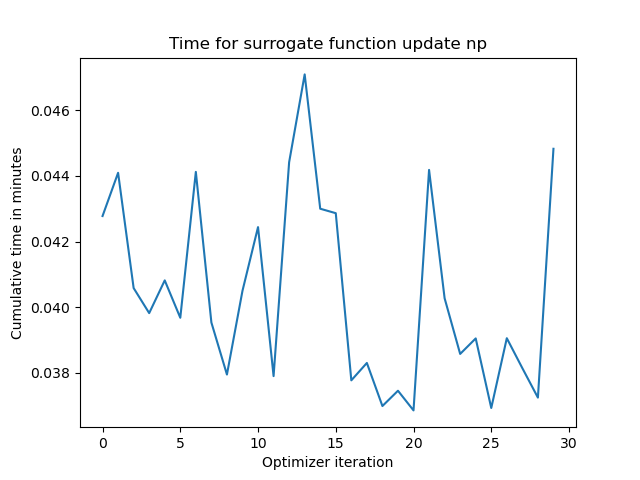 Time for surrogate function update np
Cumulative time in minutes
0.046
0.044
0.042
0.040
0.038
0 5 10 15 20 25 30
Optimizer iteration